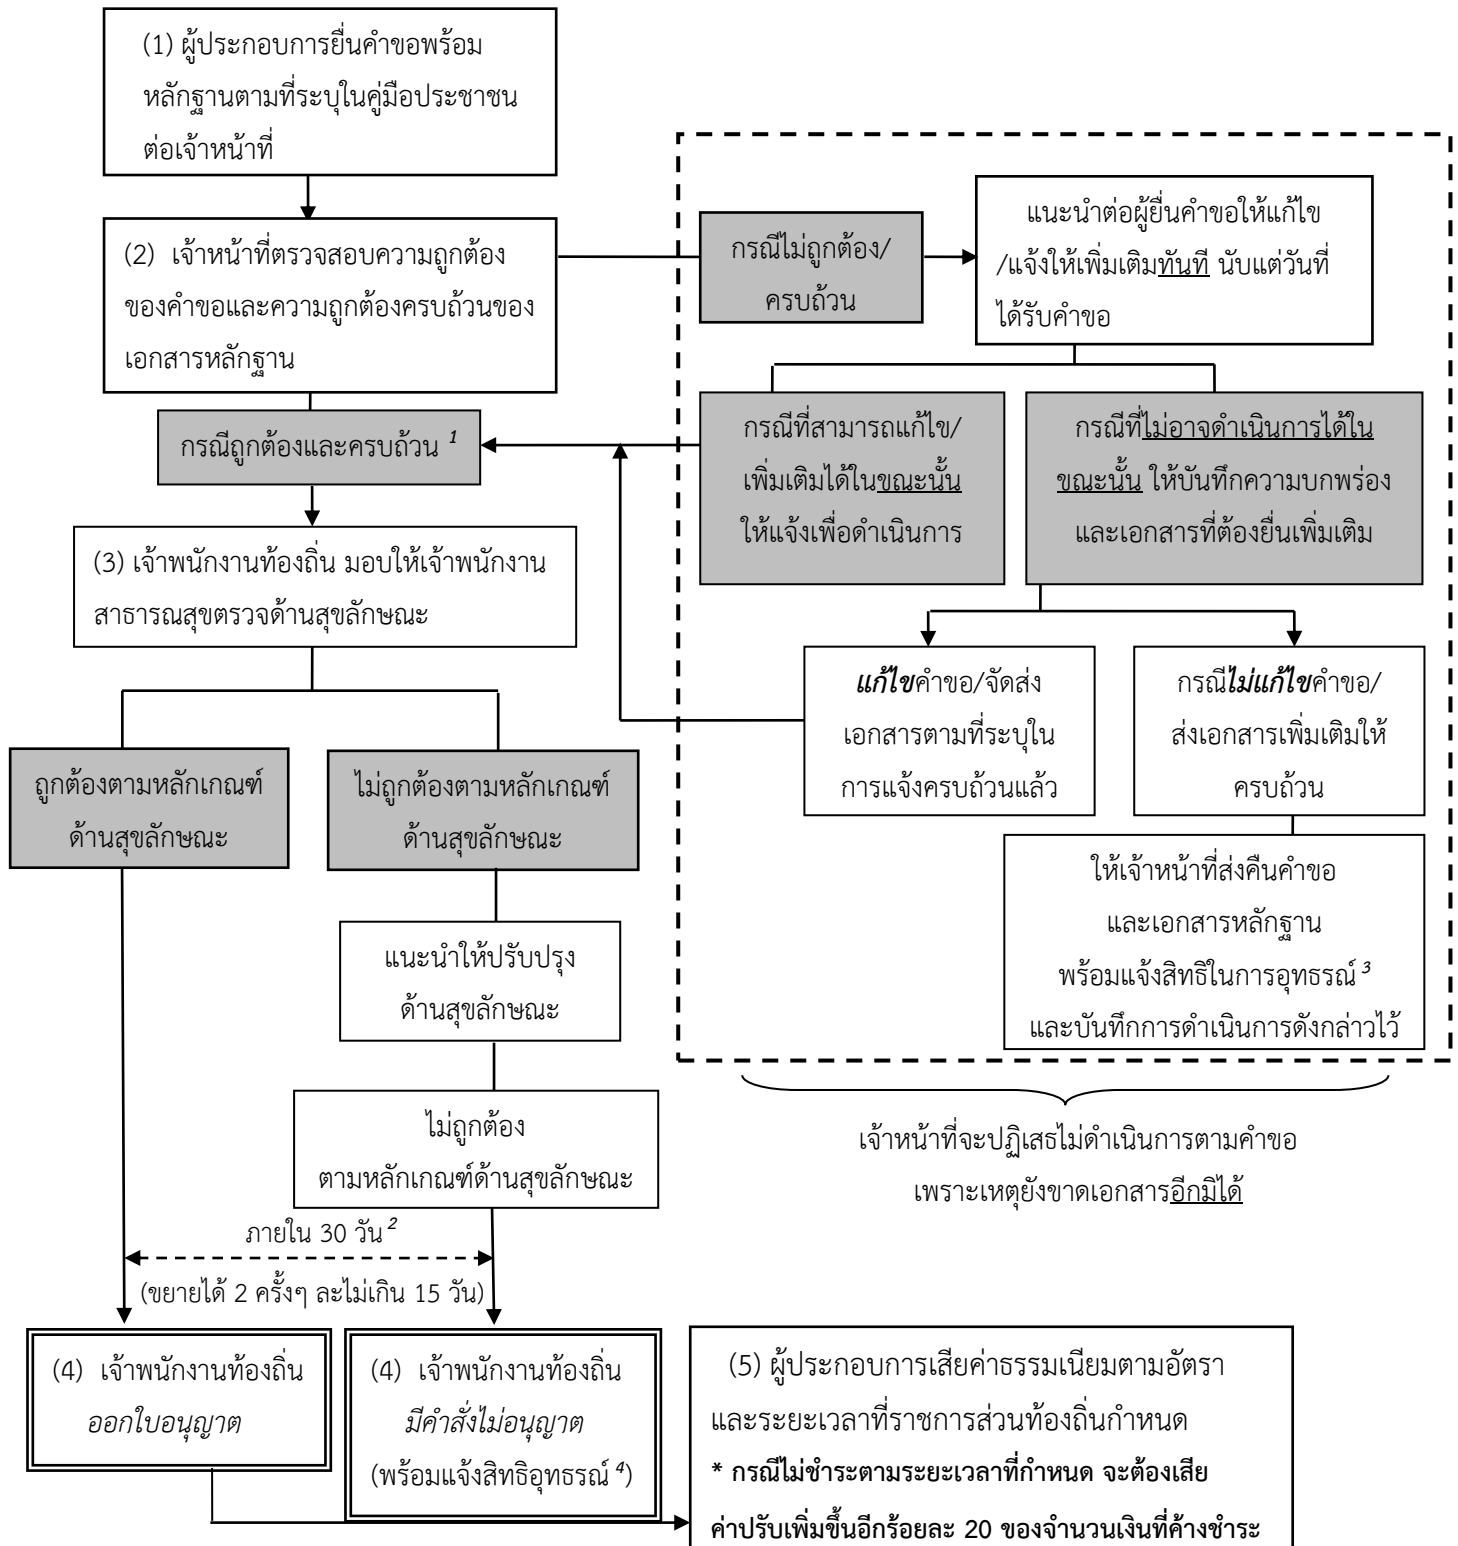 (1) ผู้ประกอบการยื่นคำขอพร้อม
หลักฐานตามที่ระบุในคู่มือประชาชน
ต่อเจ้าหน้าที่
(2) เจ้าหน้าที่ตรวจสอบความถูกต้อง
ของคำขอและความถูกต้องครบถ้วนของ
เอกสารหลักฐาน
กรณีไม่ถูกต้อง/
ครบถ้วน
แนะนำต่อผู้ยื่นคำขอให้แก้ไข
/แจ้งให้เพิ่มเติมทันที นับแต่วันที่
ได้รับคำขอ
กรณีถูกต้องและครบถ้วน 1
กรณีที่สามารถแก้ไข/
เพิ่มเติมได้ในขณะนั้น
ให้แจ้งเพื่อดำเนินการ
กรณีที่ไม่อาจดำเนินการได้ใน
ขณะนั้น ให้บันทึกความบกพร่อง
และเอกสารที่ต้องยื่นเพิ่มเติม
(3) เจ้าพนักงานท้องถิ่น มอบให้เจ้าพนักงาน
สาธารณสุขตรวจด้านสุขลักษณะ
แก้ไขคำขอ/จัดส่ง
เอกสารตามที่ระบุใน
การแจ้งครบถ้วนแล้ว
กรณีไม่แก้ไขคำขอ/
ส่งเอกสารเพิ่มเติมให้
ครบถ้วน
ถูกต้องตามหลักเกณฑ์
ด้านสุขลักษณะ
ไม่ถูกต้องตามหลักเกณฑ์
ด้านสุขลักษณะ
ให้เจ้าหน้าที่ส่งคืนคำขอ
และเอกสารหลักฐาน
พร้อมแจ้งสิทธิในการอุทธรณ์ 3
และบันทึกการดำเนินการดังกล่าวไว้
แนะนำให้ปรับปรุง
ด้านสุขลักษณะ
ไม่ถูกต้อง
ตามหลักเกณฑ์ด้านสุขลักษณะ
เจ้าหน้าที่จะปฏิเสธไม่ดำเนินการตามคำขอ
เพราะเหตุยังขาดเอกสารอีกมิได้
ภายใน 30 วัน 2
(ขยายได้ 2 ครั้งๆ ละไม่เกิน 15 วัน)
(4) เจ้าพนักงานท้องถิ่น
ออกใบอนุญาต
(4) เจ้าพนักงานท้องถิ่น
มีคำสั่งไม่อนุญาต
(พร้อมแจ้งสิทธิอุทธรณ์ 4)
(5) ผู้ประกอบการเสียค่าธรรมเนียมตามอัตรา
และระยะเวลาที่ราชการส่วนท้องถิ่นกำหนด
* กรณีไม่ชำระตามระยะเวลาที่กำหนด จะต้องเสีย
ค่าปรับเพิ่มขึ้นอีกร้อยละ 20 ของจำนวนเงินที่ค้างชำระ